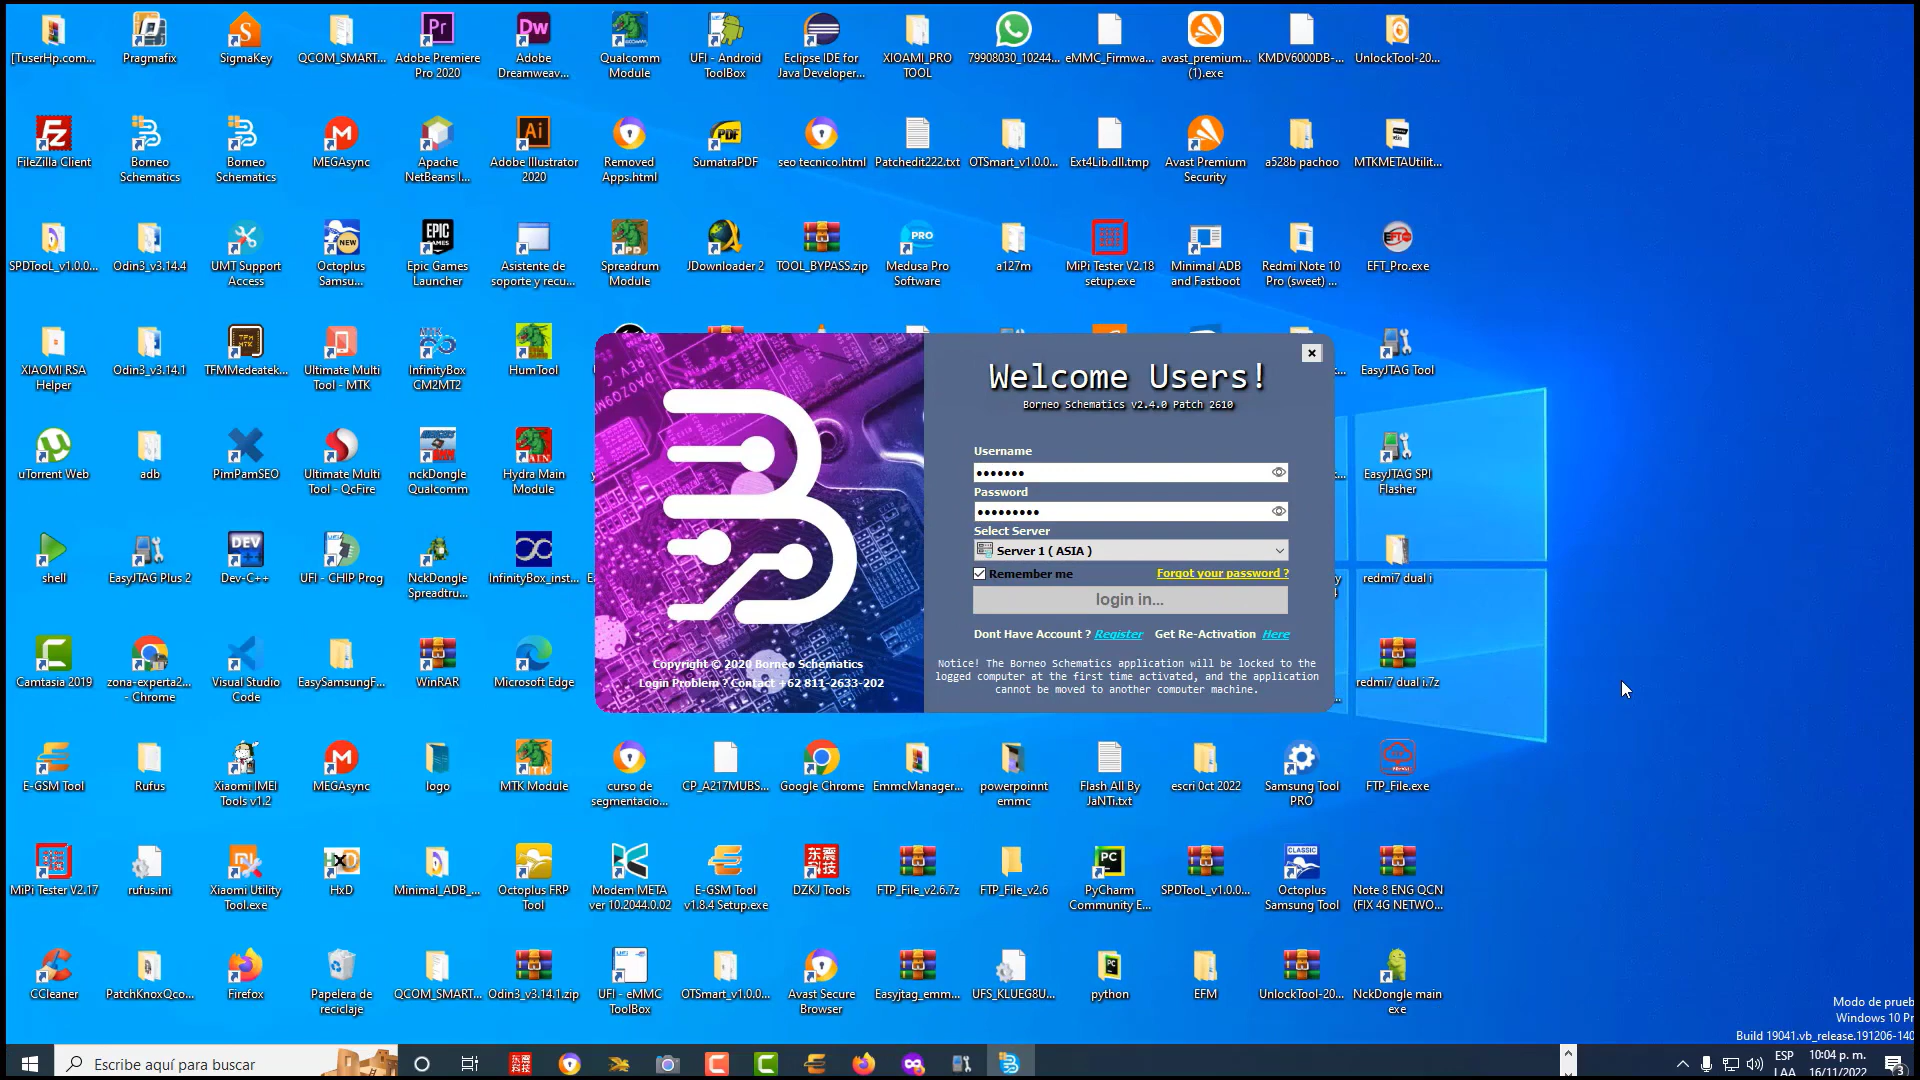 [TuserHp.com...
Pragmafix
SigmaKey
QCOM_SMART...
Adobe Premiere
Pro 2020
Adobe
Dreamweav...
Qualcomm
Module
UFI - Android
ToolBox
Eclipse IDE for
Java Developer...
XIOAMI_PRO
TOOL
79908030_10244...
eMMC_Firmwa...
avast_premium...
(1).exe
KMDV6000DB-...
UnlockTool-20...
FileZilla Client
Borneo
Schematics
Borneo
Schematics
MEGAsync
Apache
NetBeans I...
Adobe Illustrator
2020
Removed
Apps.html
SumatraPDF
seo tecnico.html
Patchedit222.txt
OTSmart_v1.0.0...
Ext4Lib.dll.tmp
Avast Premium
Security
a528b pachoo
MTKMETAUtilit...
SPDTooL_v1.0.0...
Odin3_v3.14.4
UMT Support
Access
Octoplus
Samsu...
Epic Games
Launcher
Asistente de
soporte y recu...
Spreadrum
Module
JDownloader 2
TOOL_BYPASS.zip
Medusa Pro
Software
a127m
MiPi Tester V2.18
setup.exe
Minimal ADB
and Fastboot
Redmi Note 10
Pro (sweet) ...
EFT_Pro.exe
XIAOMI RSA
Helper
Odin3_v3.14.1
TFMMedeatek...
Ultimate Multi
Tool - MTK
InfinityBox
CM2MT2
HumTool
EasyJTAG Tool
uTorrent Web
adb
PimPamSEO
Ultimate Multi
Tool - QcFire
nckDongle
Qualcomm
Hydra Main
Module
EasyJTAG SPI
Flasher
shell
EasyJTAG Plus 2
Dev-C++
UFI - CHIP Prog
NckDongle
Spreadtru...
InfinityBox_inst...
redmi7 dual i
Camtasia 2019
zona-experta2...
- Chrome
Visual Studio
Code
EasySamsungF...
WinRAR
Microsoft Edge
redmi7 dual i.7z
Welcome Users!
Borneo Schematics v2.4.0 Patch 2610
Username
•••••••
Password
•••••••••
Select Server
Server 1 ( ASIA )
Remember me
Forgot your password ?
login in...
Dont Have Account ? Register Get Re-Activation Here
Notice! The Borneo Schematics application will be locked to the
logged computer at the first time activated, and the application
cannot be moved to another computer machine.
Copyright © 2020 Borneo Schematics
Login Problem ? Contact +62 811-2633-202
E-GSM Tool
Rufus
Xiaomi IMEI
Tools v1.2
MEGAsync
logo
MTK Module
curso de
segmentacio...
CP_A217MUBS...
Google Chrome
EmmcManager...
powerpoinnt
emmc
Flash All By
JaNTi.txt
escri 0ct 2022
Samsung Tool
PRO
FTP_File.exe
MiPi Tester V2.17
rufus.ini
Xiaomi Utility
Tool.exe
HxD
Minimal_ADB_...
Octoplus FRP
Tool
Modem META
ver 10.2044.0.02
E-GSM Tool
v1.8.4 Setup.exe
DZKJ Tools
FTP_File_v2.6.7z
FTP_File_v2.6
PyCharm
Community E...
SPDTooL_v1.0.0...
Octoplus
Samsung Tool
Note 8 ENG QCN
(FIX 4G NETWO...
CCleaner
PatchKnoxQco...
Firefox
Papelera de
reciclaje
QCOM_SMART...
Odin3_v3.14.1.zip
UFI - eMMC
ToolBox
OTSmart_v1.0.0...
Avast Secure
Browser
Easyjtag_emm...
UFS_KLUEG8U...
python
EFM
UnlockTool-20...
NckDongle main
exe
Modo de prueb
Windows 10 Pr
Build 19041.vb_release.191206-140
Escribe aquí para buscar
ESP
LAA
10:04 p. m.
16/11/2022
3